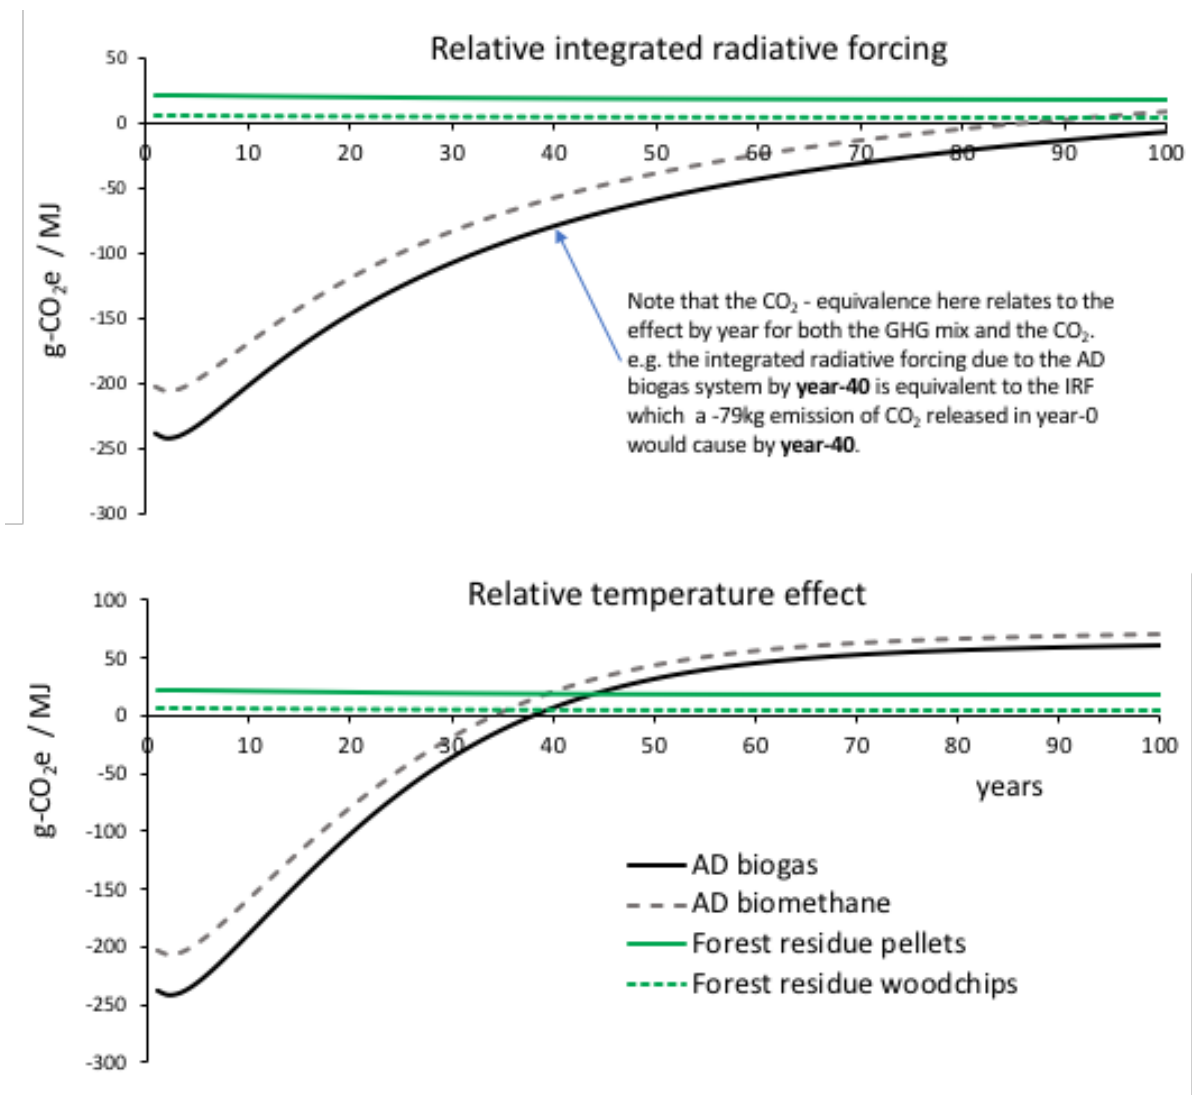 Relative integrated radiative forcing
50
0
-50
-100
-150
-200
-250
-300
0 10 20 30 40 50 60 70 80 90 100
g-CO₂e / MJ
Note that the CO₂ - equivalence here relates to the
effect by year for both the GHG mix and the CO₂.
e.g. the integrated radiative forcing due to the AD
biogas system by year-40 is equivalent to the IRF
which a -79kg emission of CO₂ released in year-0
would cause by year-40.
Relative temperature effect
100
50
0
-50
-100
-150
-200
-250
-300
0 10 20 30 40 50 60 70 80 90 100
g-CO₂e / MJ
years
AD biogas
AD biomethane
Forest residue pellets
Forest residue woodchips